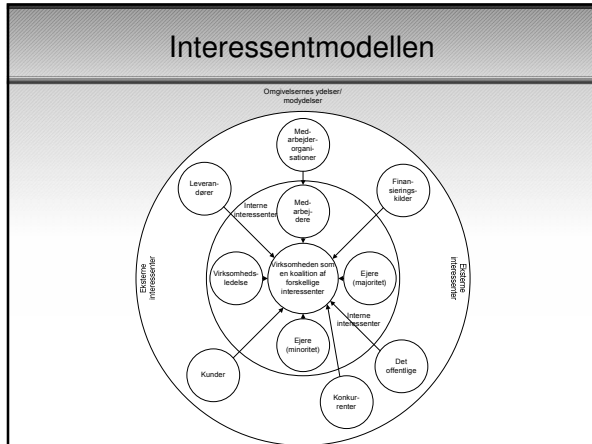 Interessentmodellen
Omgivelsernes ydelser/
modydelser
Med-
arbejder-
organi-
sationer
Leveran-
dører
Finan-
sierings-
kilder
Interne
interessenter
Med-
arbej-
dere
Eksterne
interessenter
Virksomheds-
ledelse
Virksomheden som
en koalition af
forskellige
interessenter
Ejere
(majoritet)
Eksterne
interessenter
Interne
interessenter
Ejere
(minoritet)
Kunder
Det
offentlige
Konkur-
renter